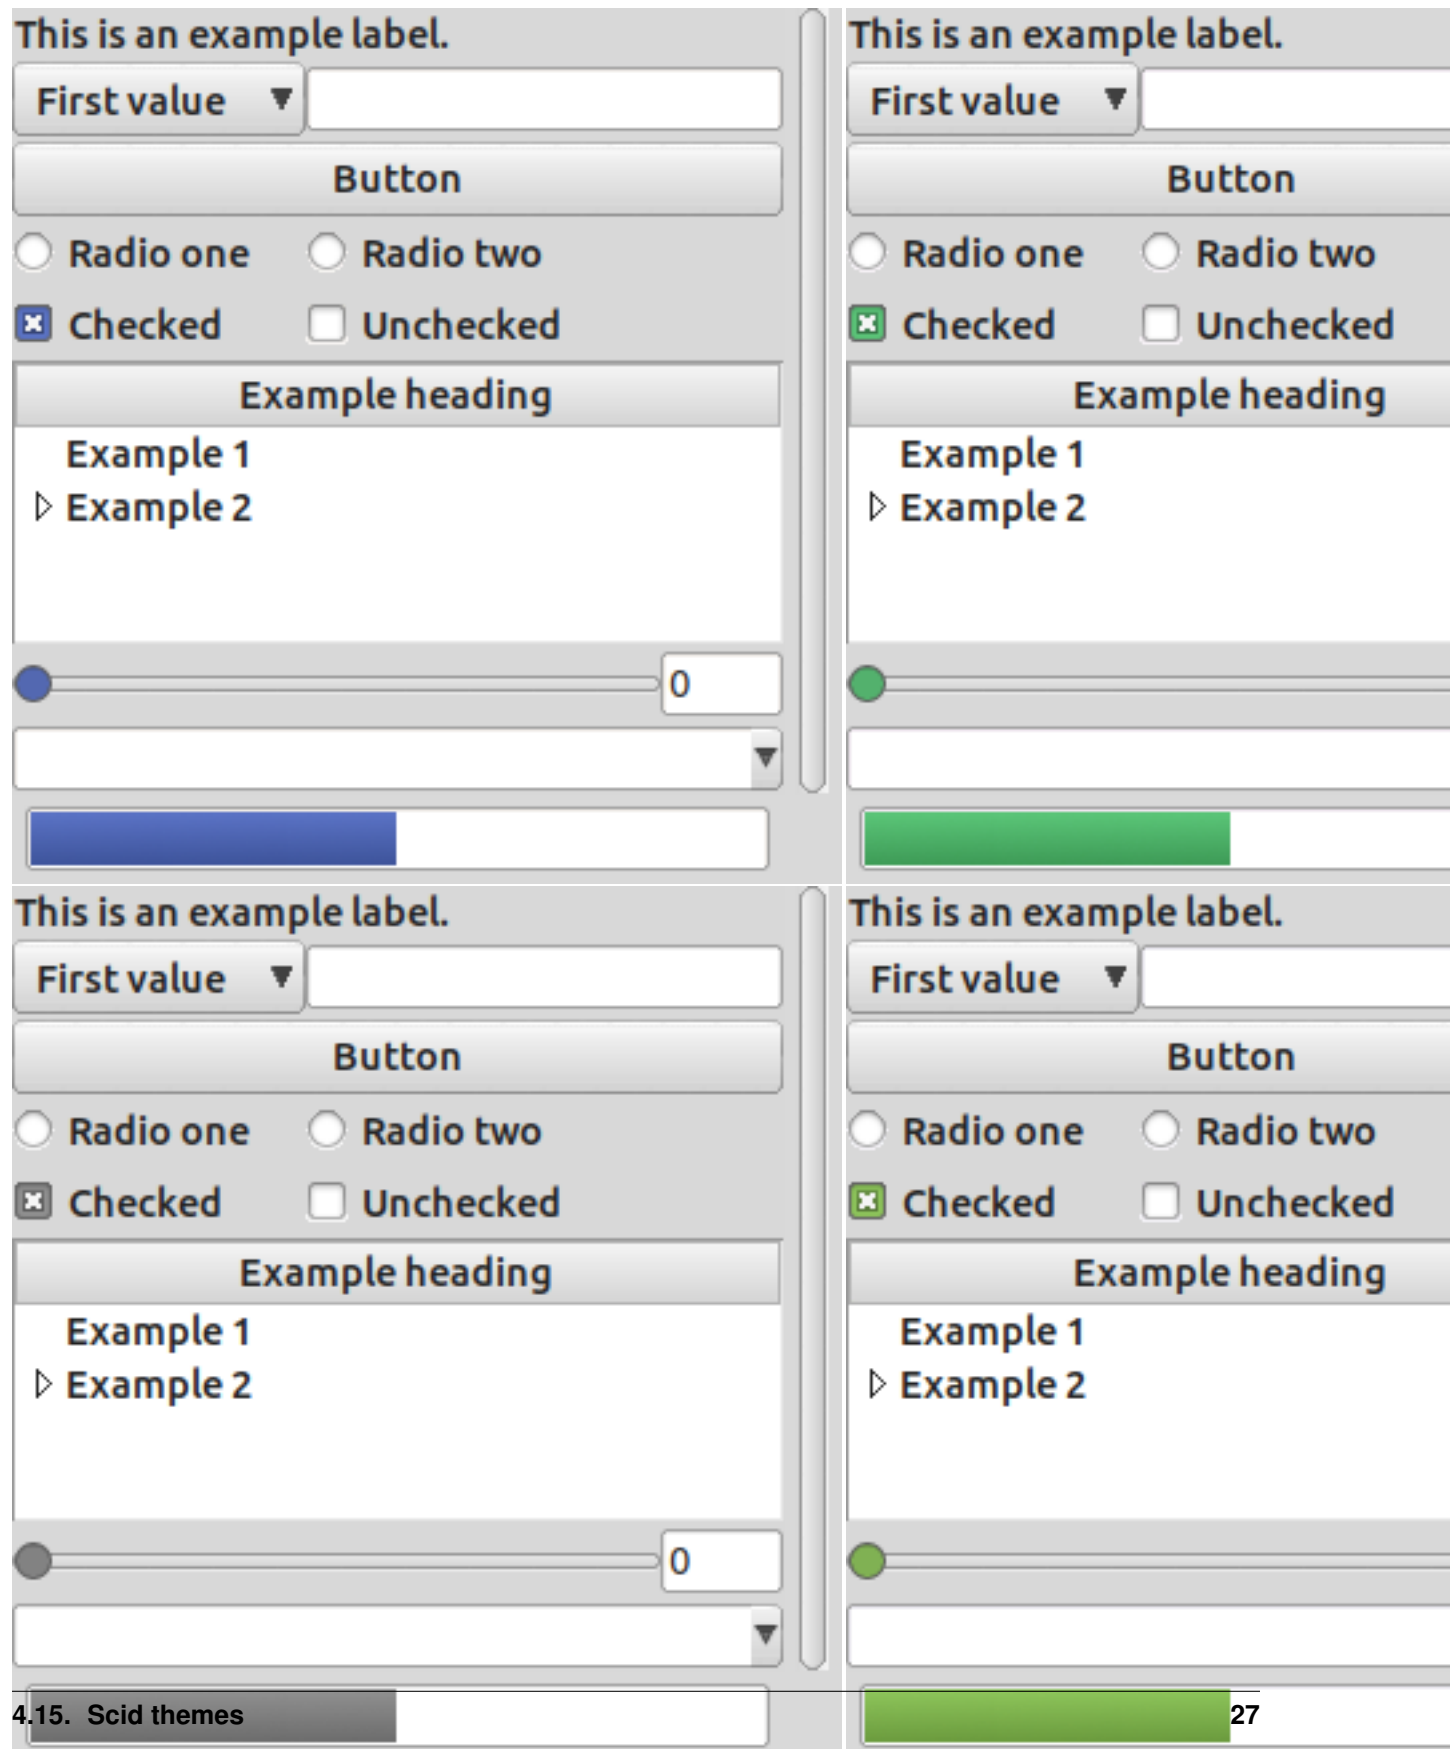 This is an example label.
First value
Button
Radio one Radio two
Checked Unchecked
Example heading
Example 1
Example 2
0
This is an example label.
First value
Button
Radio one Radio two
Checked Unchecked
Example heading
Example 1
Example 2
This is an example label.
First value
Button
Radio one Radio two
Checked Unchecked
Example heading
Example 1
Example 2
0
This is an example label.
First value
Button
Radio one Radio two
Checked Unchecked
Example heading
Example 1
Example 2
4.15. Scid themes 27